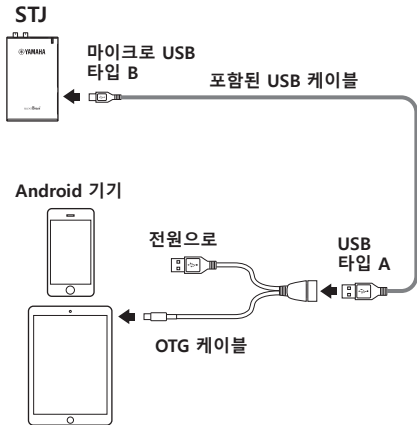 STJ
YAMAHA
마이크로 USB
타입 B
포함된 USB 케이블
Android 기기
전원으로
USB
타입 A
OTG 케이블